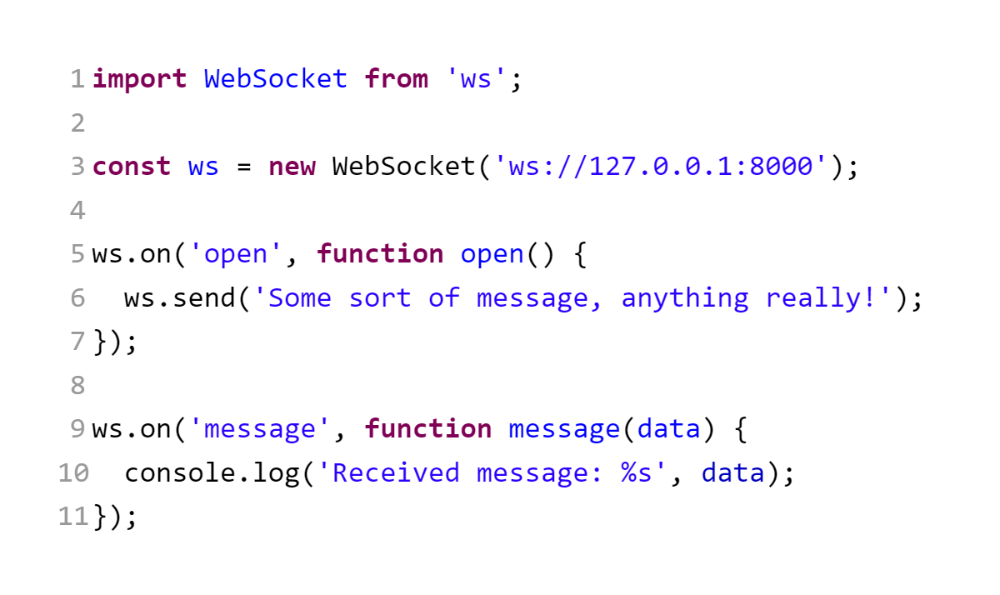 1 import WebSocket from 'ws';
2
3 const ws = new WebSocket('ws://127.0.0.1:8000');
4
5 ws.on('open', function open() {
6   ws.send('Some sort of message, anything really!');
7 });
8
9 ws.on('message', function message(data) {
10   console.log('Received message: %s', data);
11 });